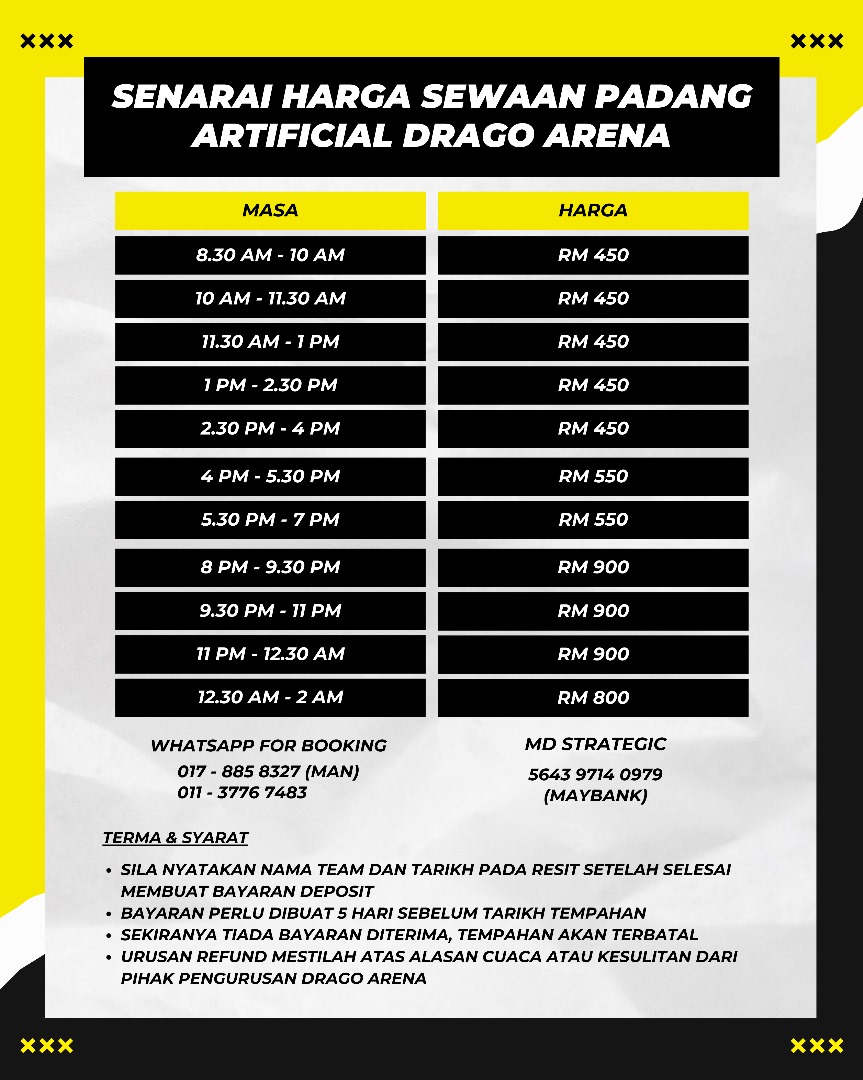 SENARAI HARGA SEWAAN PADANG
ARTIFICIAL DRAGO ARENA
MASA HARGA
8.30 AM - 10 AM RM 450
10 AM - 11.30 AM RM 450
11.30 AM - 1 PM RM 450
1 PM - 2.30 PM RM 450
2.30 PM - 4 PM RM 450
4 PM - 5.30 PM RM 550
5.30 PM - 7 PM RM 550
8 PM - 9.30 PM RM 900
9.30 PM - 11 PM RM 900
11 PM - 12.30 AM RM 900
12.30 AM - 2 AM RM 800
WHATSAPP FOR BOOKING
017 - 885 8327 (MAN)
011 - 3776 7483
MD STRATEGIC
5643 9714 0979
(MAYBANK)
TERMA & SYARAT
• SILA NYATAKAN NAMA TEAM DAN TARIKH PADA RESIT SETELAH SELESAI
MEMBUAT BAYARAN DEPOSIT
• BAYARAN PERLU DIBUAT 5 HARI SEBELUM TARIKH TEMPAHAN
• SEKIRANYA TIADA BAYARAN DITERIMA, TEMPAHAN AKAN TERBATAL
• URUSAN REFUND MESTILAH ATAS ALASAN CUACA ATAU KESULITAN DARI
PIHAK PENGURUSAN DRAGO ARENA